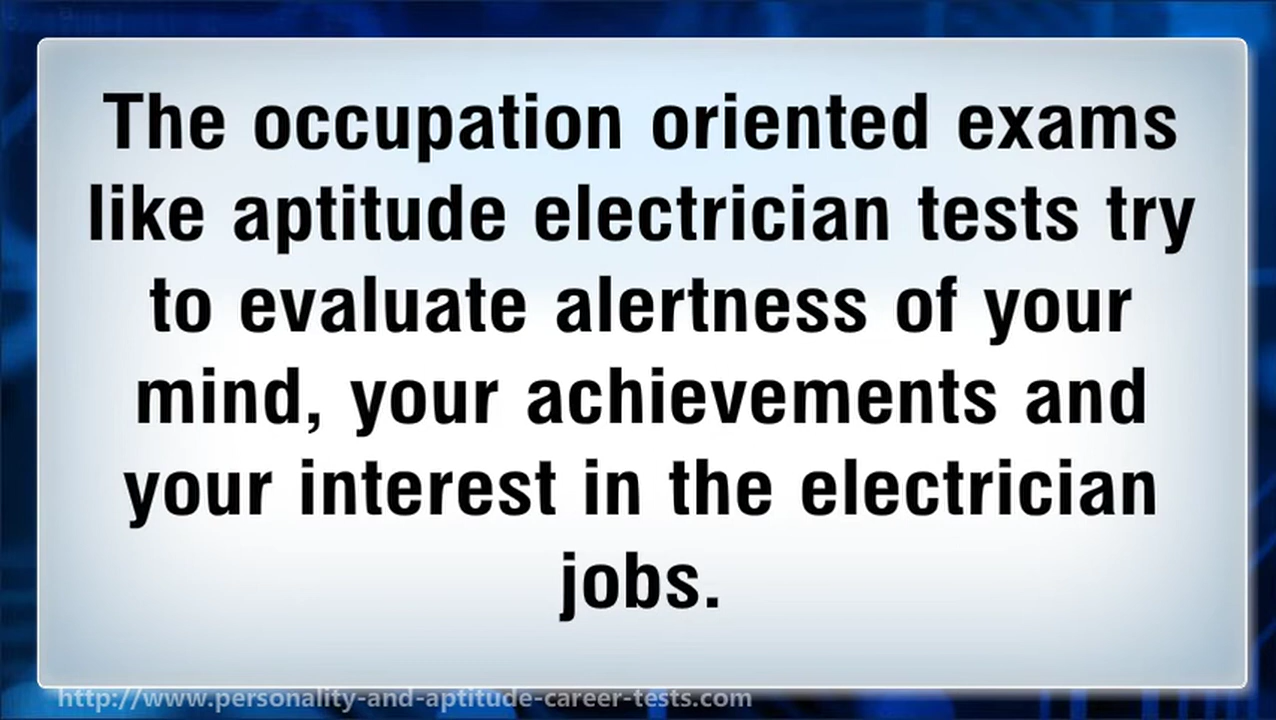 The occupation oriented exams
like aptitude electrician tests try
to evaluate alertness of your
mind, your achievements and
your interest in the electrician
jobs.
http://www.personality-and-aptitude-career-tests.com